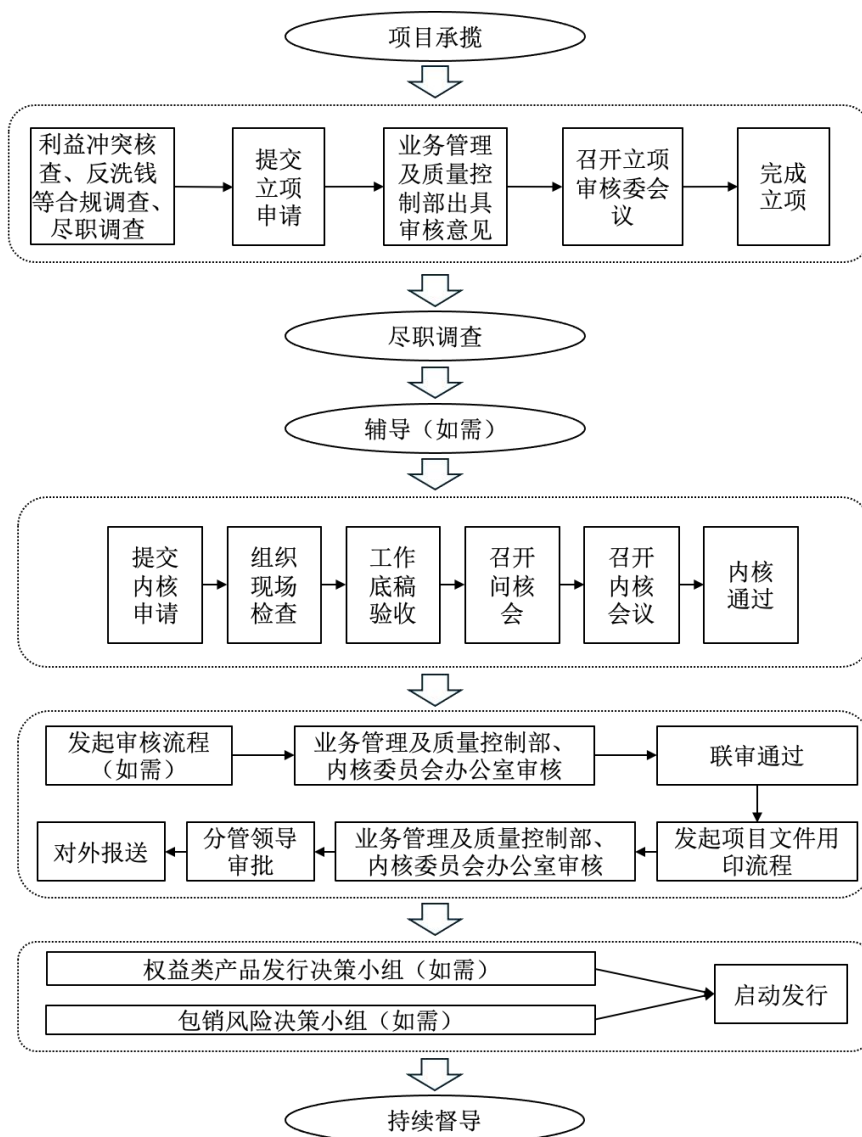 项目承揽
利益冲突核
查、反洗钱
等合规调查、
尽职调查
提交
立项
申请
业务管理
及质量控
制部出具
审核意见
召开立项
审核委会
议
完成
立项
尽职调查
辅导（如需）
提交
内核
申请
组织
现场
检查
工作
底稿
验收
召开
问核
会
召开
内核
会议
内核
通过
发起审核流程
（如需）
业务管理及质量控制部、
内核委员会办公室审核
联审通过
对外报送
分管领导
审批
业务管理及质量控制部、
内核委员会办公室审核
发起项目文件用
印流程
权益类产品发行决策小组（如需）
包销风险决策小组（如需）
启动发行
持续督导